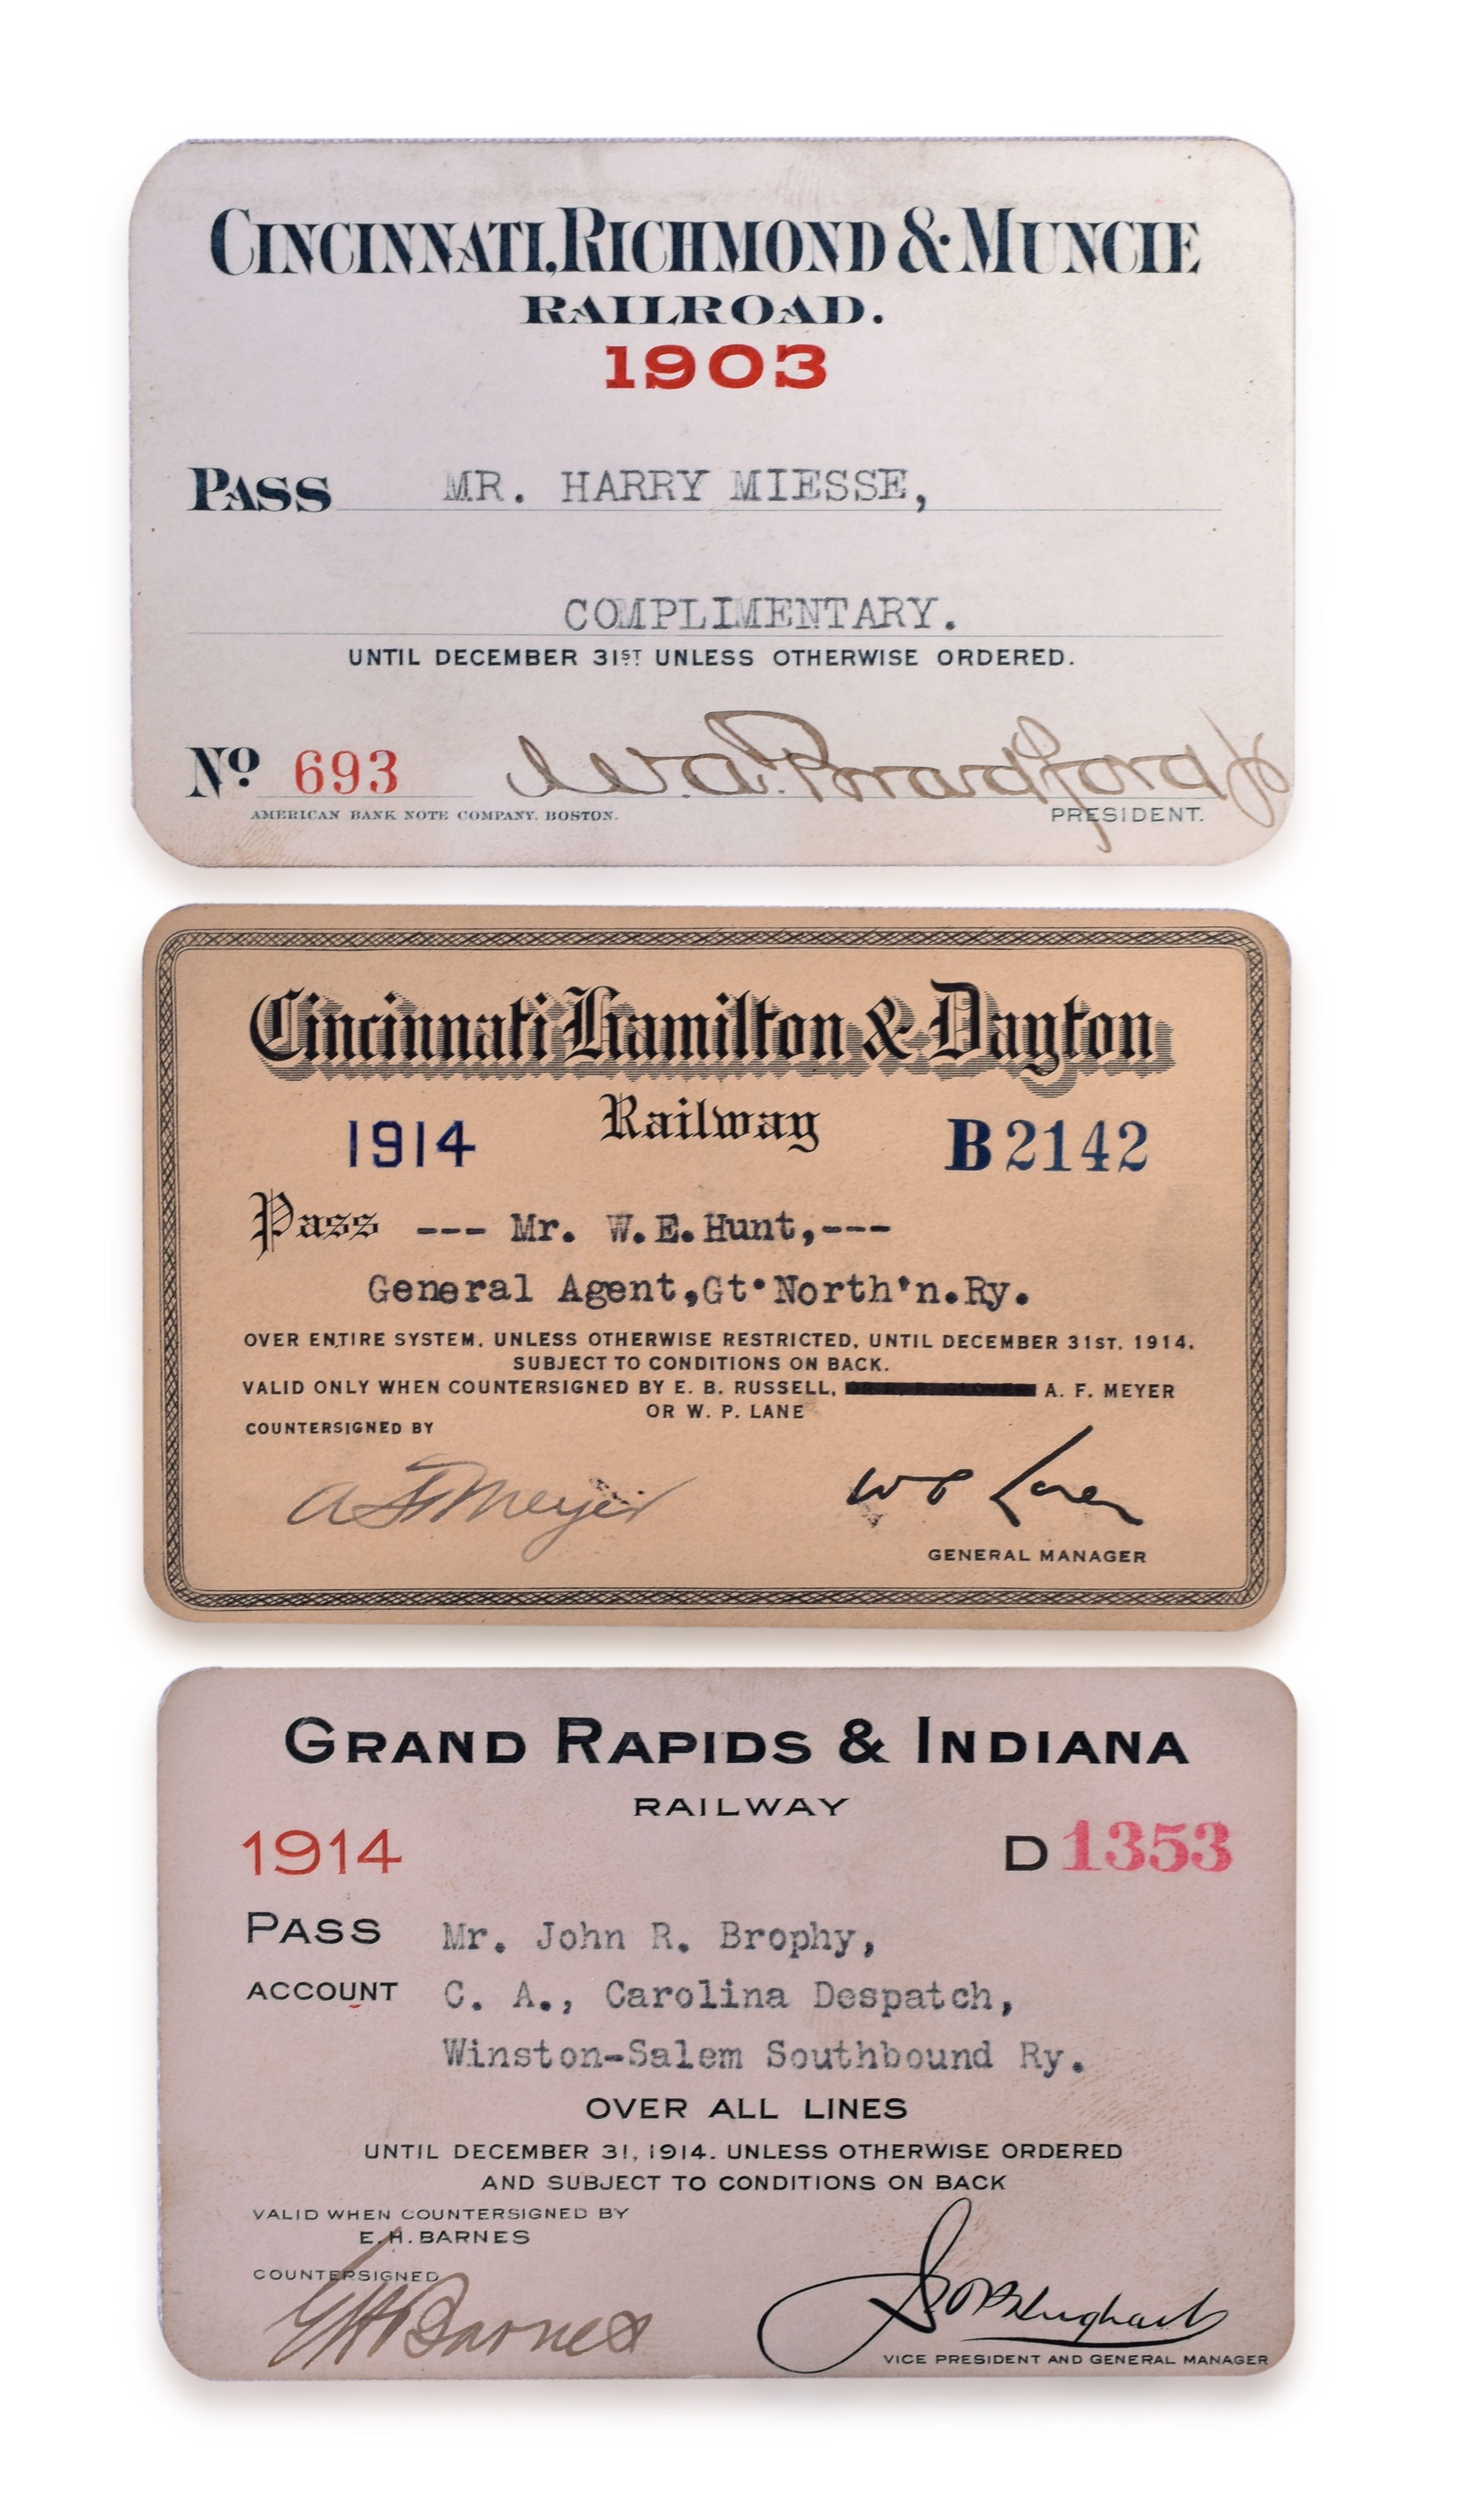 CINCINNATI, RICHMOND & MUNCIE
RAILROAD.
1903
PASS MR. HARRY MIESSE,
COMPLIMENTARY.
UNTIL DECEMBER 31ST UNLESS OTHERWISE ORDERED.
No 693 W.A. Bradford Jr
AMERICAN BANK NOTE COMPANY. BOSTON. PRESIDENT.
Cincinnati Hamilton & Dayton
Railway
1914 B2142
Pass --- Mr. W.E.Hunt,---
General Agent,Gt.North'n.Ry.
OVER ENTIRE SYSTEM, UNLESS OTHERWISE RESTRICTED, UNTIL DECEMBER 31ST, 1914.
SUBJECT TO CONDITIONS ON BACK.
VALID ONLY WHEN COUNTERSIGNED BY E. B. RUSSELL, A. F. MEYER
OR W. P. LANE
COUNTERSIGNED BY
A F Meyer
GENERAL MANAGER
GRAND RAPIDS & INDIANA
RAILWAY
1914 D 1353
PASS Mr. John R. Brophy,
ACCOUNT C. A., Carolina Despatch,
Winston-Salem Southbound Ry.
OVER ALL LINES
UNTIL DECEMBER 31, 1914. UNLESS OTHERWISE ORDERED
AND SUBJECT TO CONDITIONS ON BACK
VALID WHEN COUNTERSIGNED BY
E. H. BARNES
COUNTERSIGNED
E H Barnes
VICE PRESIDENT AND GENERAL MANAGER